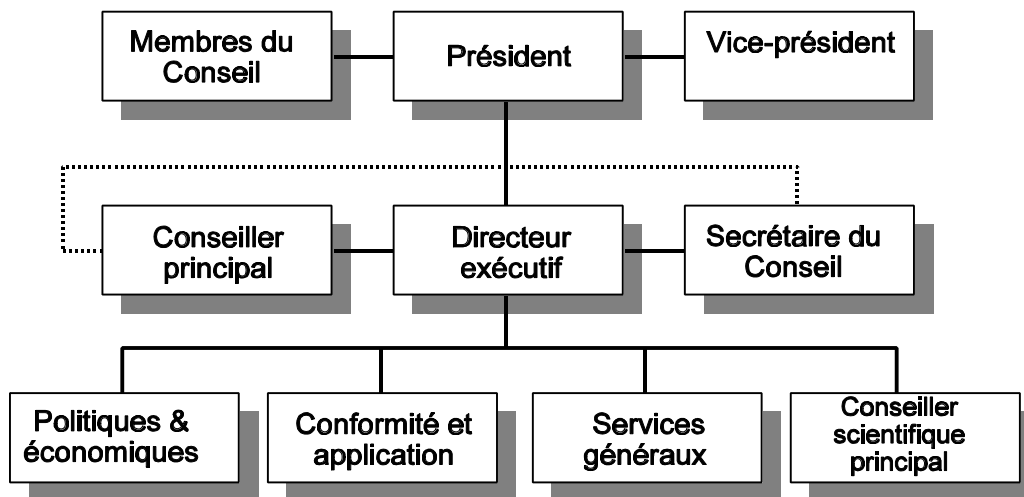 Membres du
Conseil
Président
Vice-président
Conseiller
principal
Directeur
exécutif
Secrétaire du
Conseil
Politiques &
économiques
Conformité et
application
Services
généraux
Conseiller
scientifique
principal